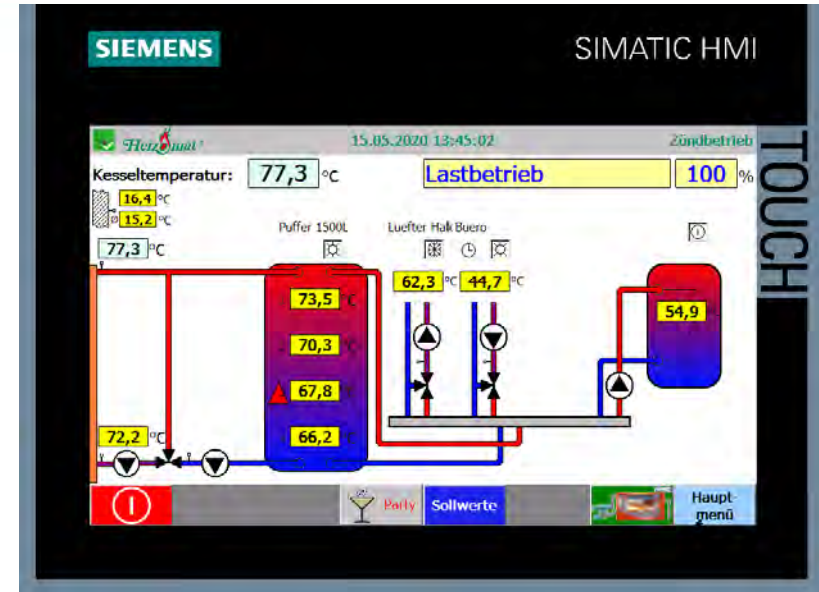 SIEMENS
SIMATIC HMI
TOUCH
Heizomat
15.05.2020 13:45:02
Zündbetrieb
Kesseltemperatur: 77,3 °C
Lastbetrieb
100 %
16,4 °C
15,2 °C
77,3 °C
Puffer 1500L
Luefter Hall Buero
62,3 °C 44,7 °C
73,5 °C
70,3
67,8
66,2
54,9
72,2 °C
Party
Sollwerte
Haupt-
menü